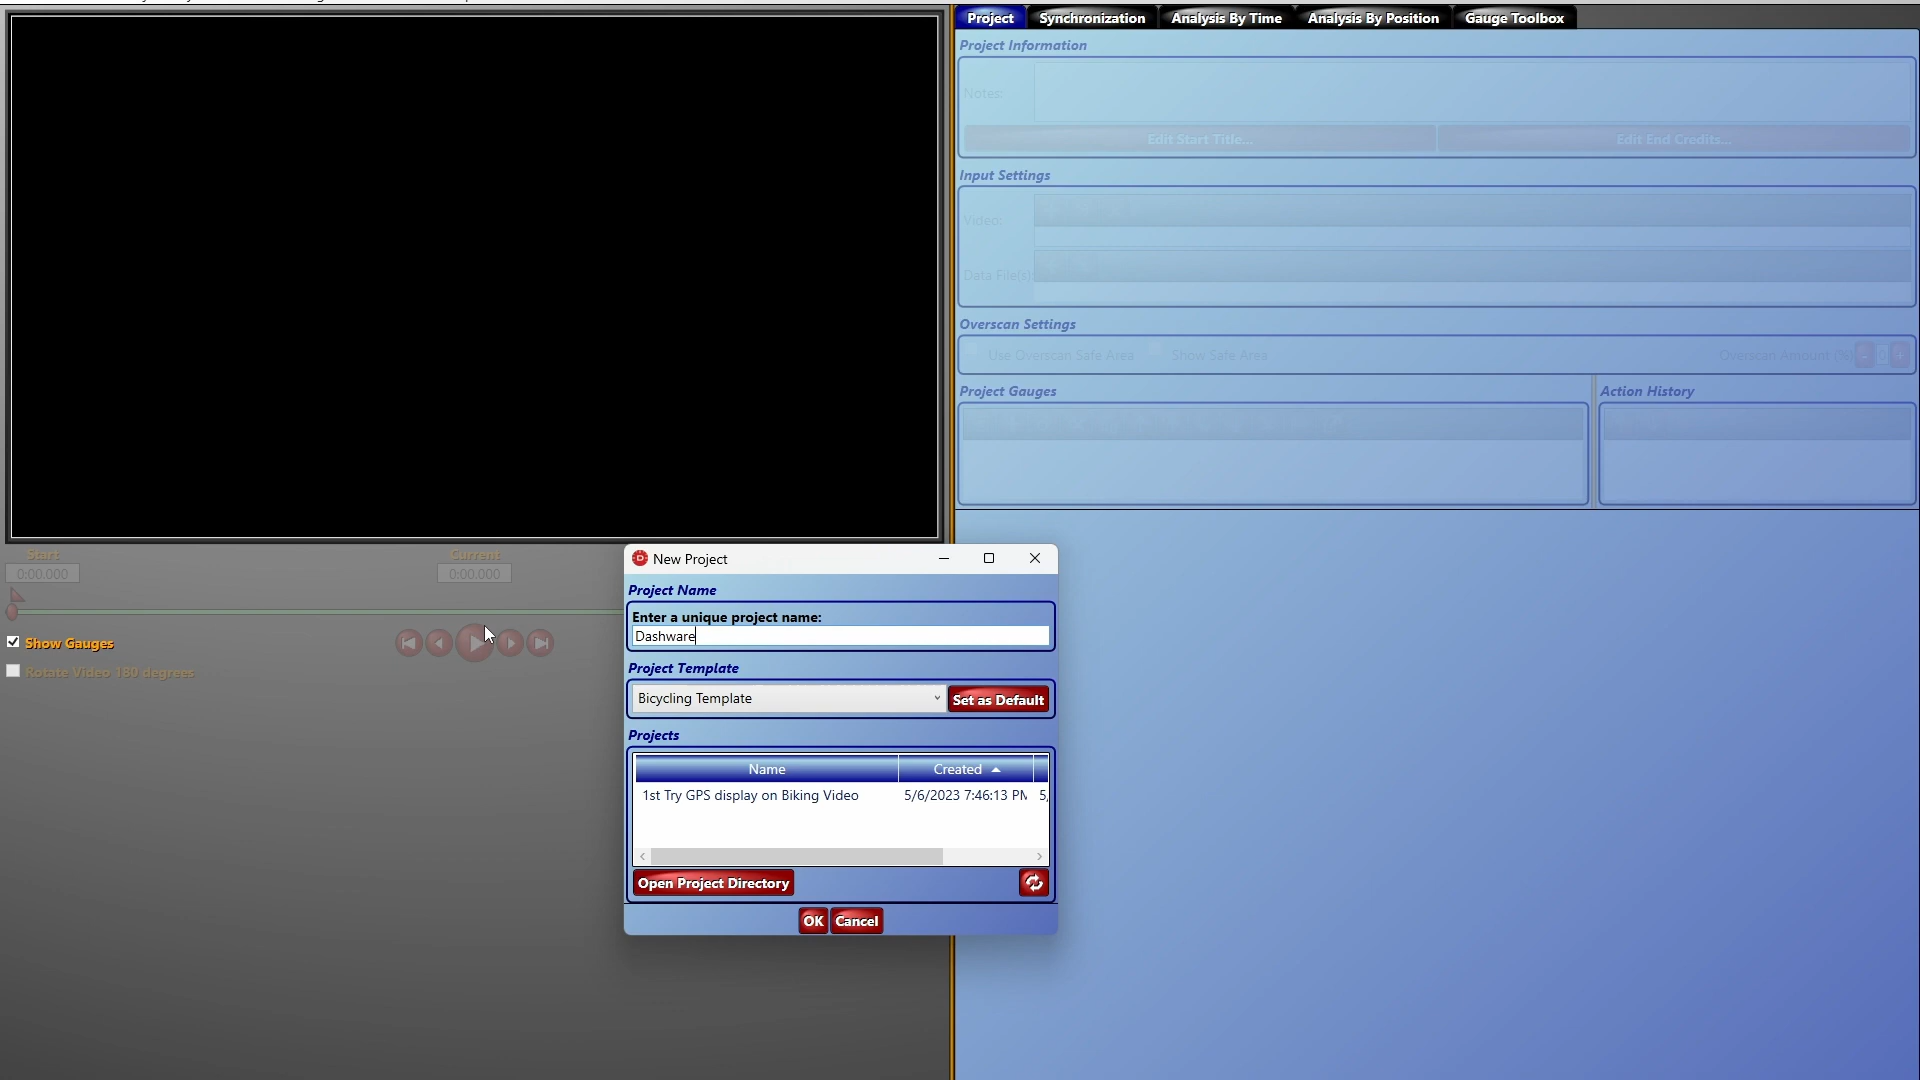 Project
Synchronization
Analysis By Time
Analysis By Position
Gauge Toolbox
Project Information
Notes:
Edit Start Title...
Edit End Credits...
Input Settings
Video:
Data File(s):
Overscan Settings
Use Overscan Safe Area
Show Safe Area
Overscan Amount (%)
Project Gauges
Action History
Start
0:00.000
Current
0:00.000
Show Gauges
Rotate Video 180 degrees
New Project
Project Name
Enter a unique project name:
Dashware
Project Template
Bicycling Template
Set as Default
Projects
Name
Created
1st Try GPS display on Biking Video
5/6/2023 7:46:13 PM
5,
Open Project Directory
OK
Cancel